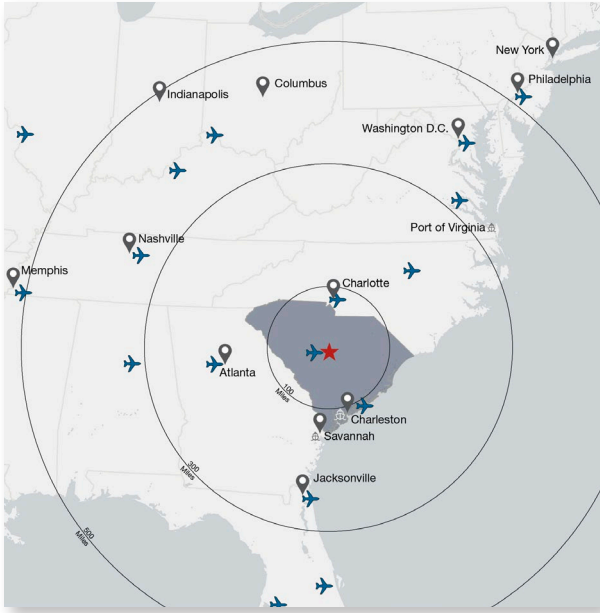 New York
Philadelphia
Columbus
Indianapolis
Washington D.C.
Port of Virginia
Nashville
Memphis
Charlotte
Atlanta
100
Miles
Charleston
Savannah
300
Miles
Jacksonville
500
Miles